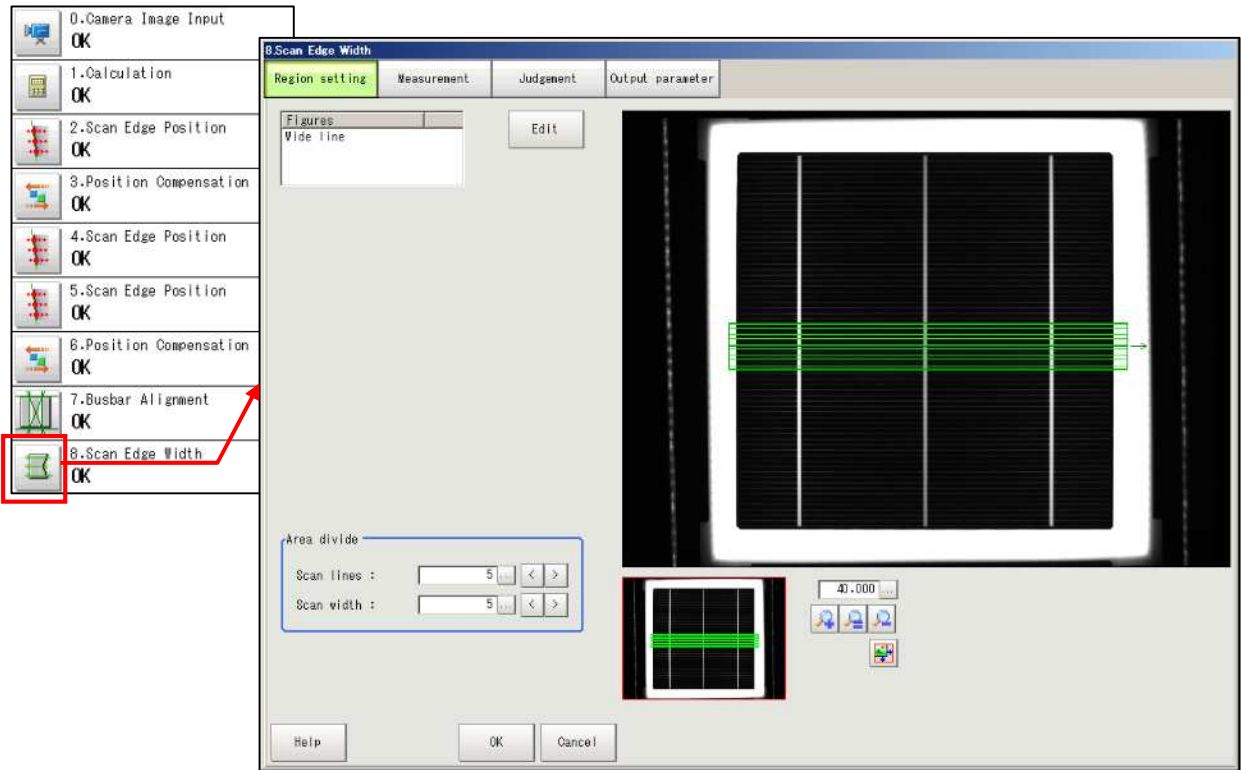 0.Camera Image Input
OK
1.Calculation
OK
2.Scan Edge Position
OK
3.Position Compensation
OK
4.Scan Edge Position
OK
5.Scan Edge Position
OK
6.Position Compensation
OK
7.Busbar Alignment
OK
8.Scan Edge Width
OK
8.Scan Edge Width
Region setting Measurement Judgement Output parameter
Figures
Wide line
Edit
Area divide
Scan lines : 5 ... < >
Scan width : 5 ... < >
40.000 ...
Help OK Cancel